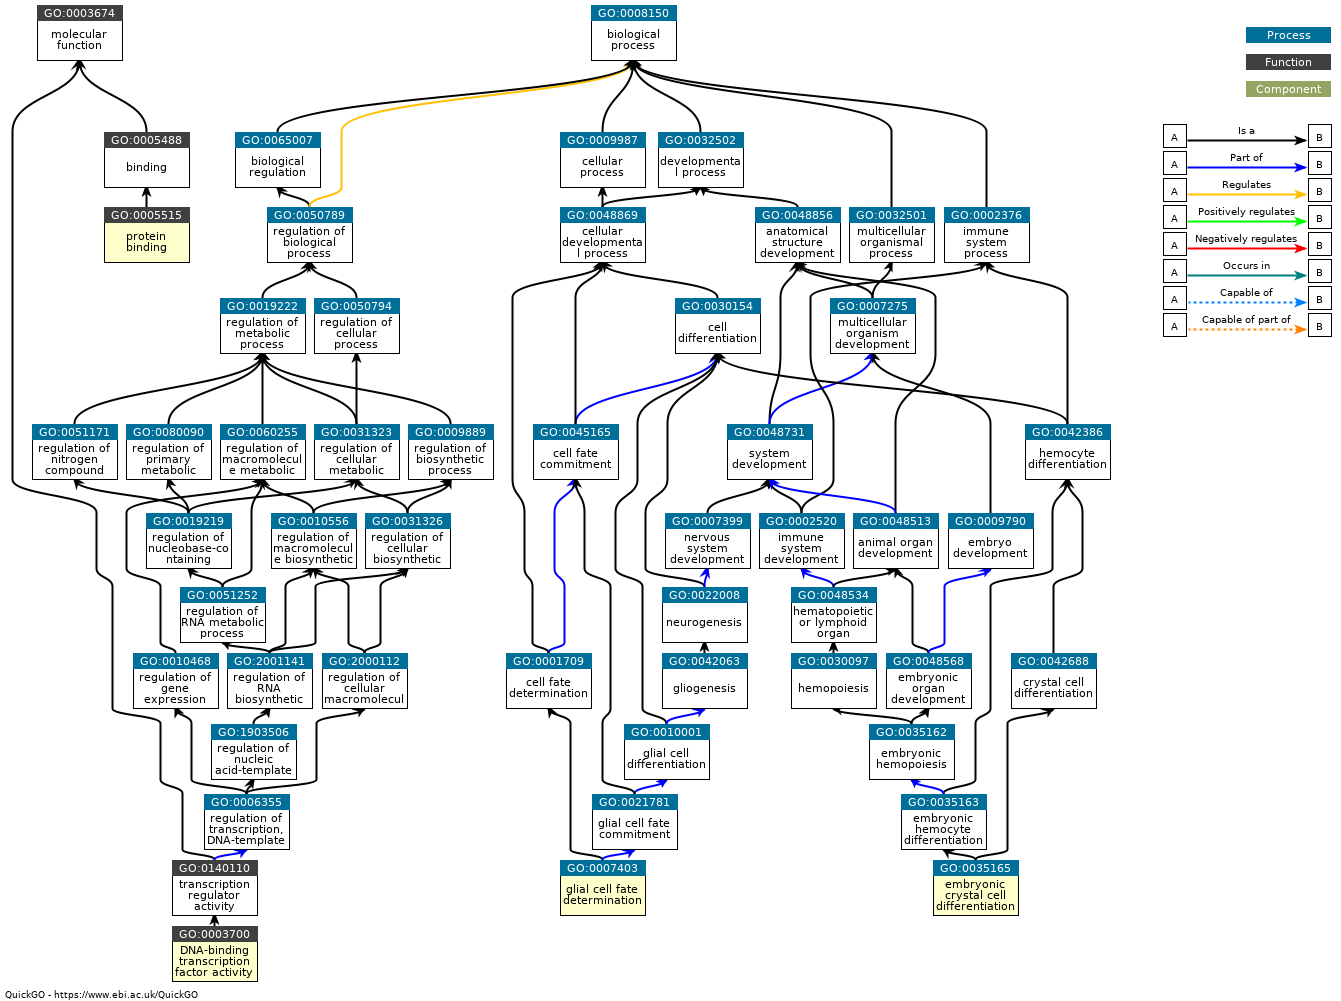 GO:0003674
molecular
function
GO:0008150
biological
process
Process
Function
Component
A
Is a
B
A
Part of
B
A
Regulates
B
A
Positively regulates
B
A
Negatively regulates
B
A
Occurs in
B
A
Capable of
B
A
Capable of part of
B
GO:0005488
binding
GO:0065007
biological
regulation
GO:0009987
cellular
process
GO:0032502
developmenta
l process
GO:0005515
protein
binding
GO:0050789
regulation of
biological
process
GO:0048869
cellular
developmenta
l process
GO:0048856
anatomical
structure
development
GO:0032501
multicellular
organismal
process
GO:0002376
immune
system
process
GO:0019222
regulation of
metabolic
process
GO:0050794
regulation of
cellular
process
GO:0030154
cell
differentiation
GO:0007275
multicellular
organism
development
GO:0051171
regulation of
nitrogen
compound
GO:0080090
regulation of
primary
metabolic
GO:0060255
regulation of
macromolecul
e metabolic
GO:0031323
regulation of
cellular
metabolic
GO:0009889
regulation of
biosynthetic
process
GO:0045165
cell fate
commitment
GO:0048731
system
development
GO:0042386
hemocyte
differentiation
GO:0019219
regulation of
nucleobase-co
ntaining
GO:0010556
regulation of
macromolecul
e biosynthetic
GO:0031326
regulation of
cellular
biosynthetic
GO:0007399
nervous
system
development
GO:0002520
immune
system
development
GO:0048513
animal organ
development
GO:0009790
embryo
development
GO:0051252
regulation of
RNA metabolic
process
GO:0022008
neurogenesis
GO:0048534
hematopoietic
or lymphoid
organ
GO:0010468
regulation of
gene
expression
GO:2001141
regulation of
RNA
biosynthetic
GO:2000112
regulation of
cellular
macromolecul
GO:0001709
cell fate
determination
GO:0042063
gliogenesis
GO:0030097
hemopoiesis
GO:0048568
embryonic
organ
development
GO:0042688
crystal cell
differentiation
GO:1903506
regulation of
nucleic
acid-template
GO:0010001
glial cell
differentiation
GO:0035162
embryonic
hemopoiesis
GO:0006355
regulation of
transcription,
DNA-template
GO:0021781
glial cell fate
commitment
GO:0035163
embryonic
hemocyte
differentiation
GO:0140110
transcription
regulator
activity
GO:0007403
glial cell fate
determination
GO:0035165
embryonic
crystal cell
differentiation
GO:0003700
DNA-binding
transcription
factor activity
QuickGO - https://www.ebi.ac.uk/QuickGO